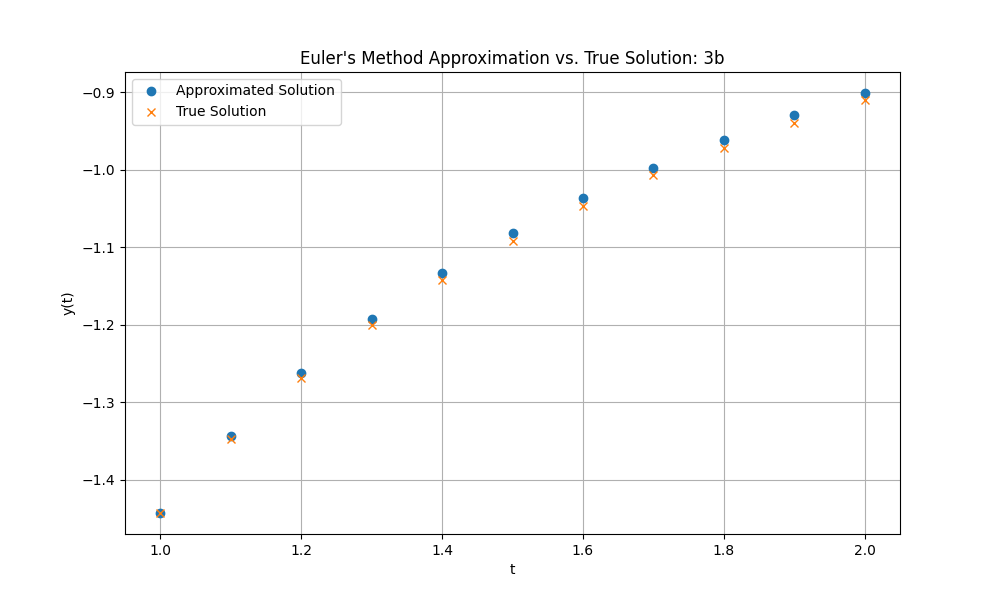 Euler's Method Approximation vs. True Solution: 3b
Approximated Solution
True Solution
−0.9
−1.0
−1.1
−1.2
−1.3
−1.4
y(t)
1.0 1.2 1.4 1.6 1.8 2.0
t